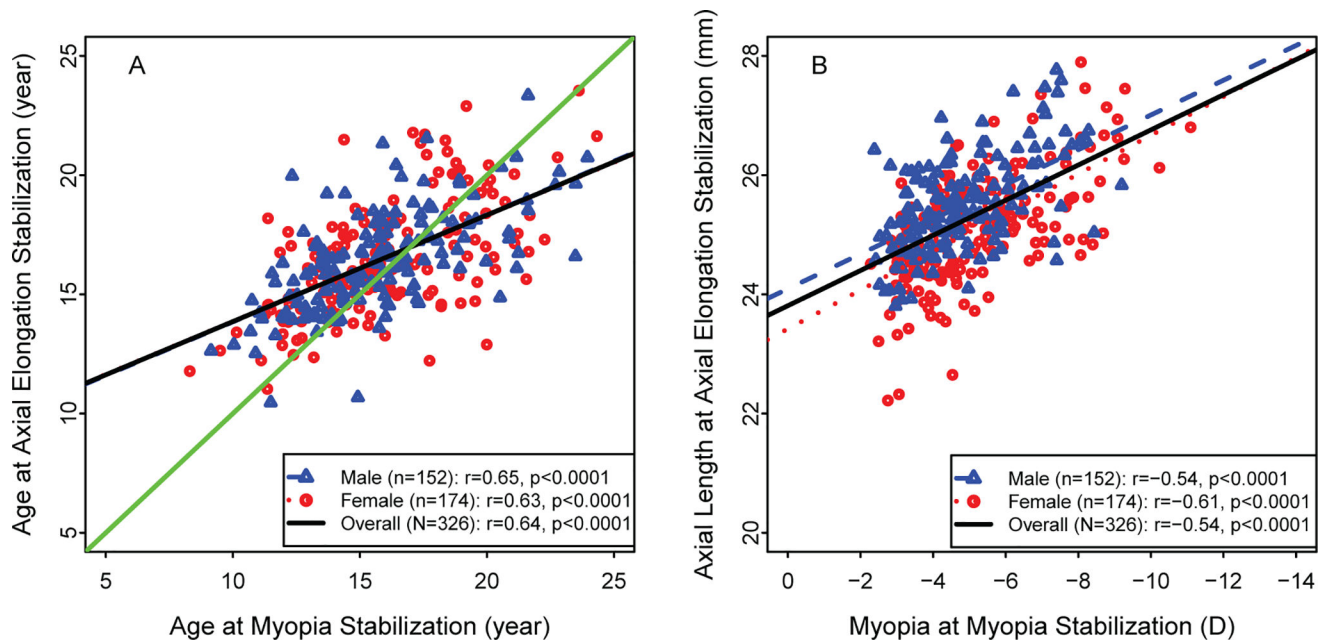 A
Age at Axial Elongation Stabilization (year)
25
20
15
10
5
Male (n=152): r=0.65, p<0.0001
Female (n=174): r=0.63, p<0.0001
Overall (N=326): r=0.64, p<0.0001
5 10 15 20 25
Age at Myopia Stabilization (year)
B
Axial Length at Axial Elongation Stabilization (mm)
28
26
24
22
20
Male (n=152): r=−0.54, p<0.0001
Female (n=174): r=−0.61, p<0.0001
Overall (N=326): r=−0.54, p<0.0001
0 −2 −4 −6 −8 −10 −12 −14
Myopia at Myopia Stabilization (D)